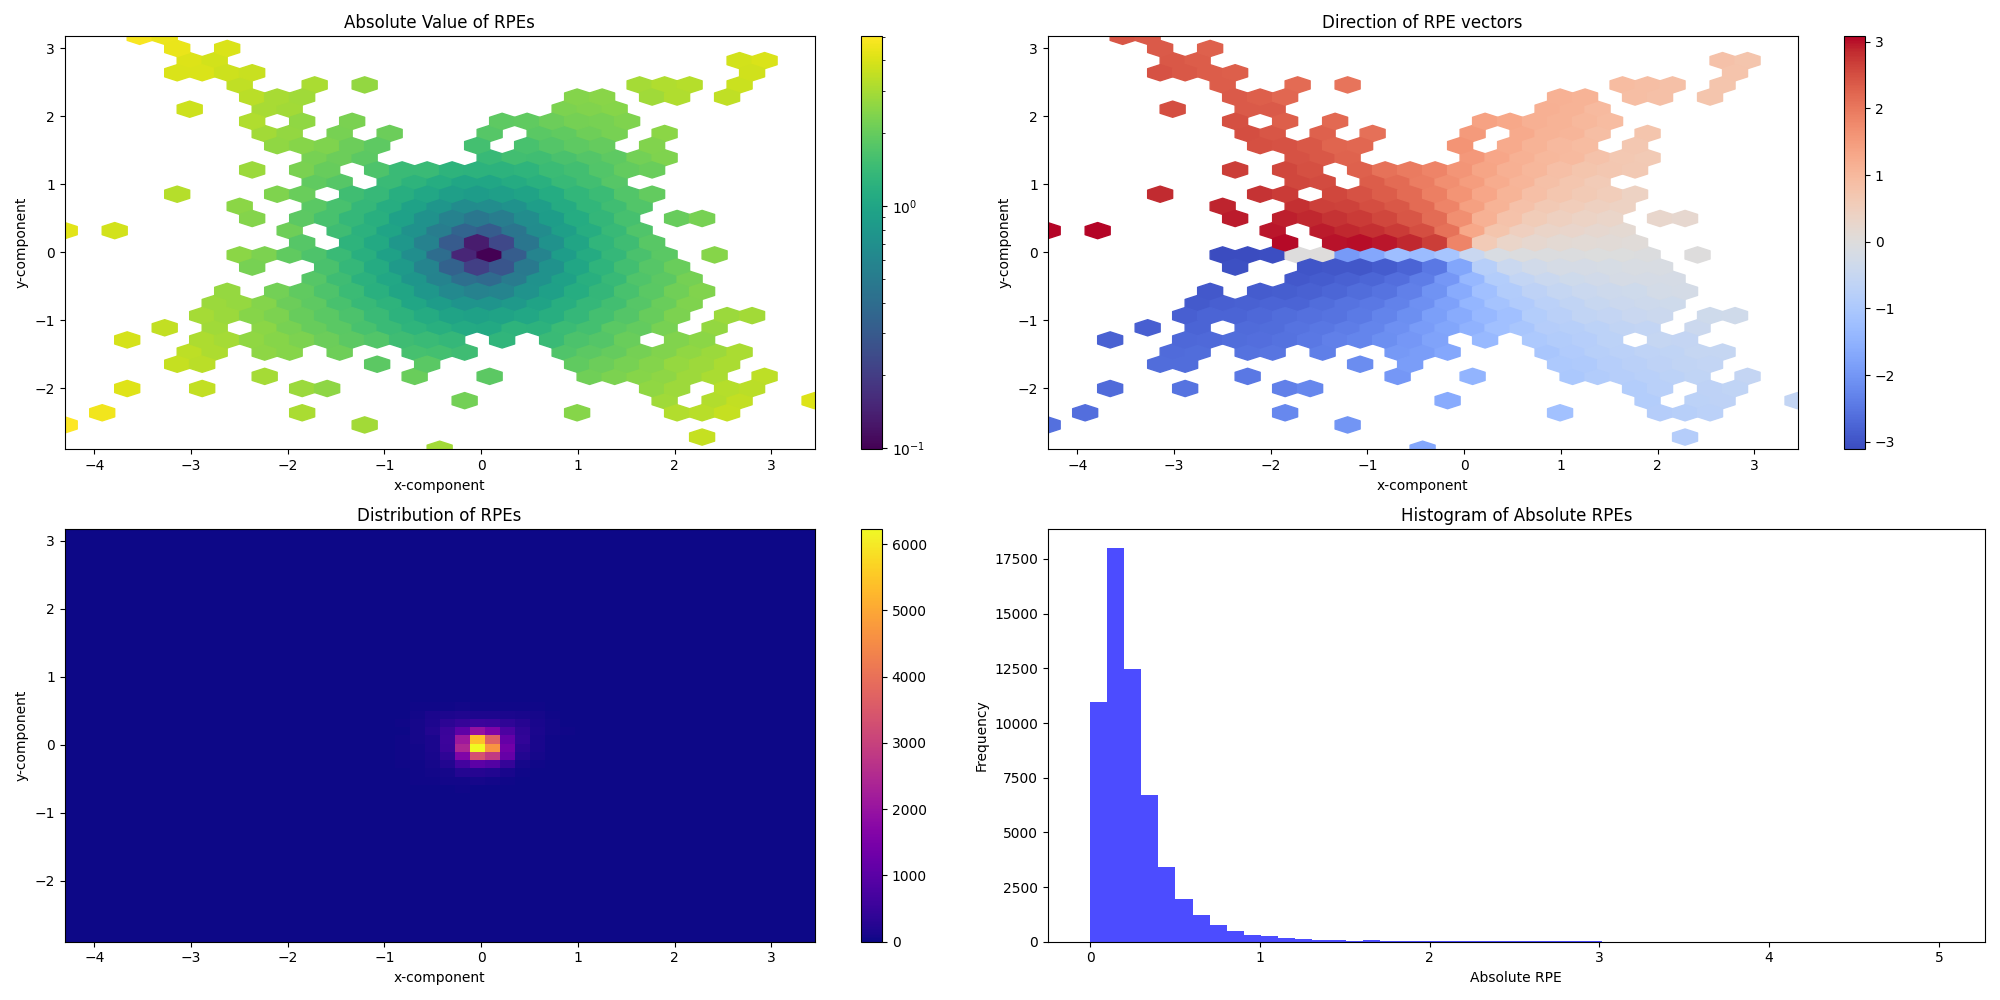 Absolute Value of RPEs
3
2
1
0
−1
−2
y-component
−4 −3 −2 −1 0 1 2 3
x-component
10^0
10^−1
Direction of RPE vectors
3
2
1
0
−1
−2
y-component
−4 −3 −2 −1 0 1 2 3
x-component
3
2
1
0
−1
−2
−3
Distribution of RPEs
3
2
1
0
−1
−2
y-component
−4 −3 −2 −1 0 1 2 3
x-component
6000
5000
4000
3000
2000
1000
0
Histogram of Absolute RPEs
17500
15000
12500
10000
7500
5000
2500
0
Frequency
0 1 2 3 4 5
Absolute RPE